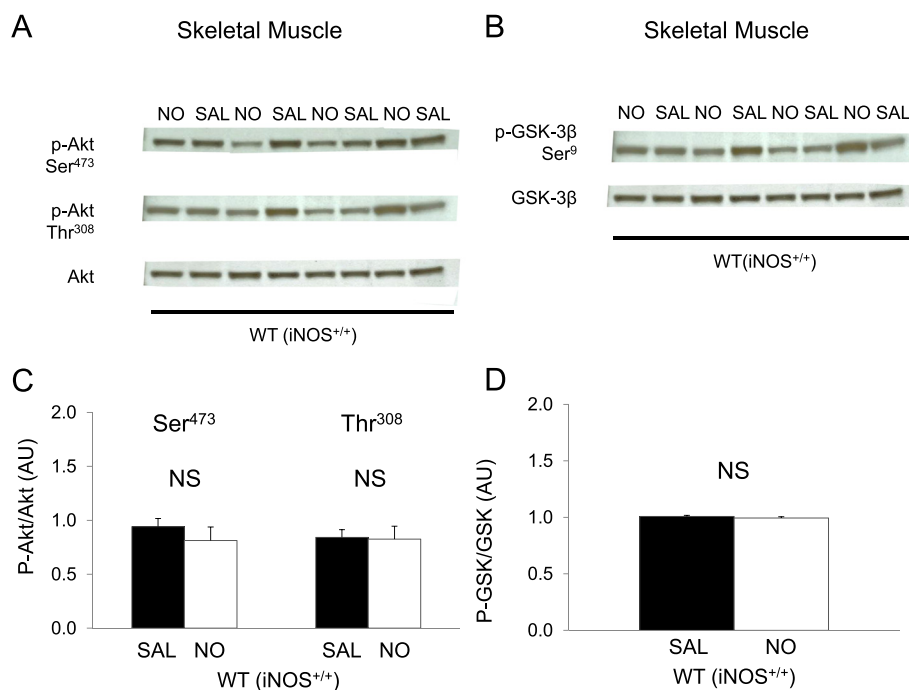 A
Skeletal Muscle
NO SAL NO SAL NO SAL NO SAL
p-Akt
Ser⁴⁷³
p-Akt
Thr³⁰⁸
Akt
WT (iNOS⁺/⁺)
B
Skeletal Muscle
NO SAL NO SAL NO SAL NO SAL
p-GSK-3β
Ser⁹
GSK-3β
WT(iNOS⁺/⁺)
C
P-Akt/Akt (AU)
2.0
1.5
1.0
0.5
0.0
Ser⁴⁷³ Thr³⁰⁸
NS NS
SAL NO SAL NO
WT (iNOS⁺/⁺)
D
P-GSK/GSK (AU)
2.0
1.5
1.0
0.5
0.0
NS
SAL NO
WT (iNOS⁺/⁺)